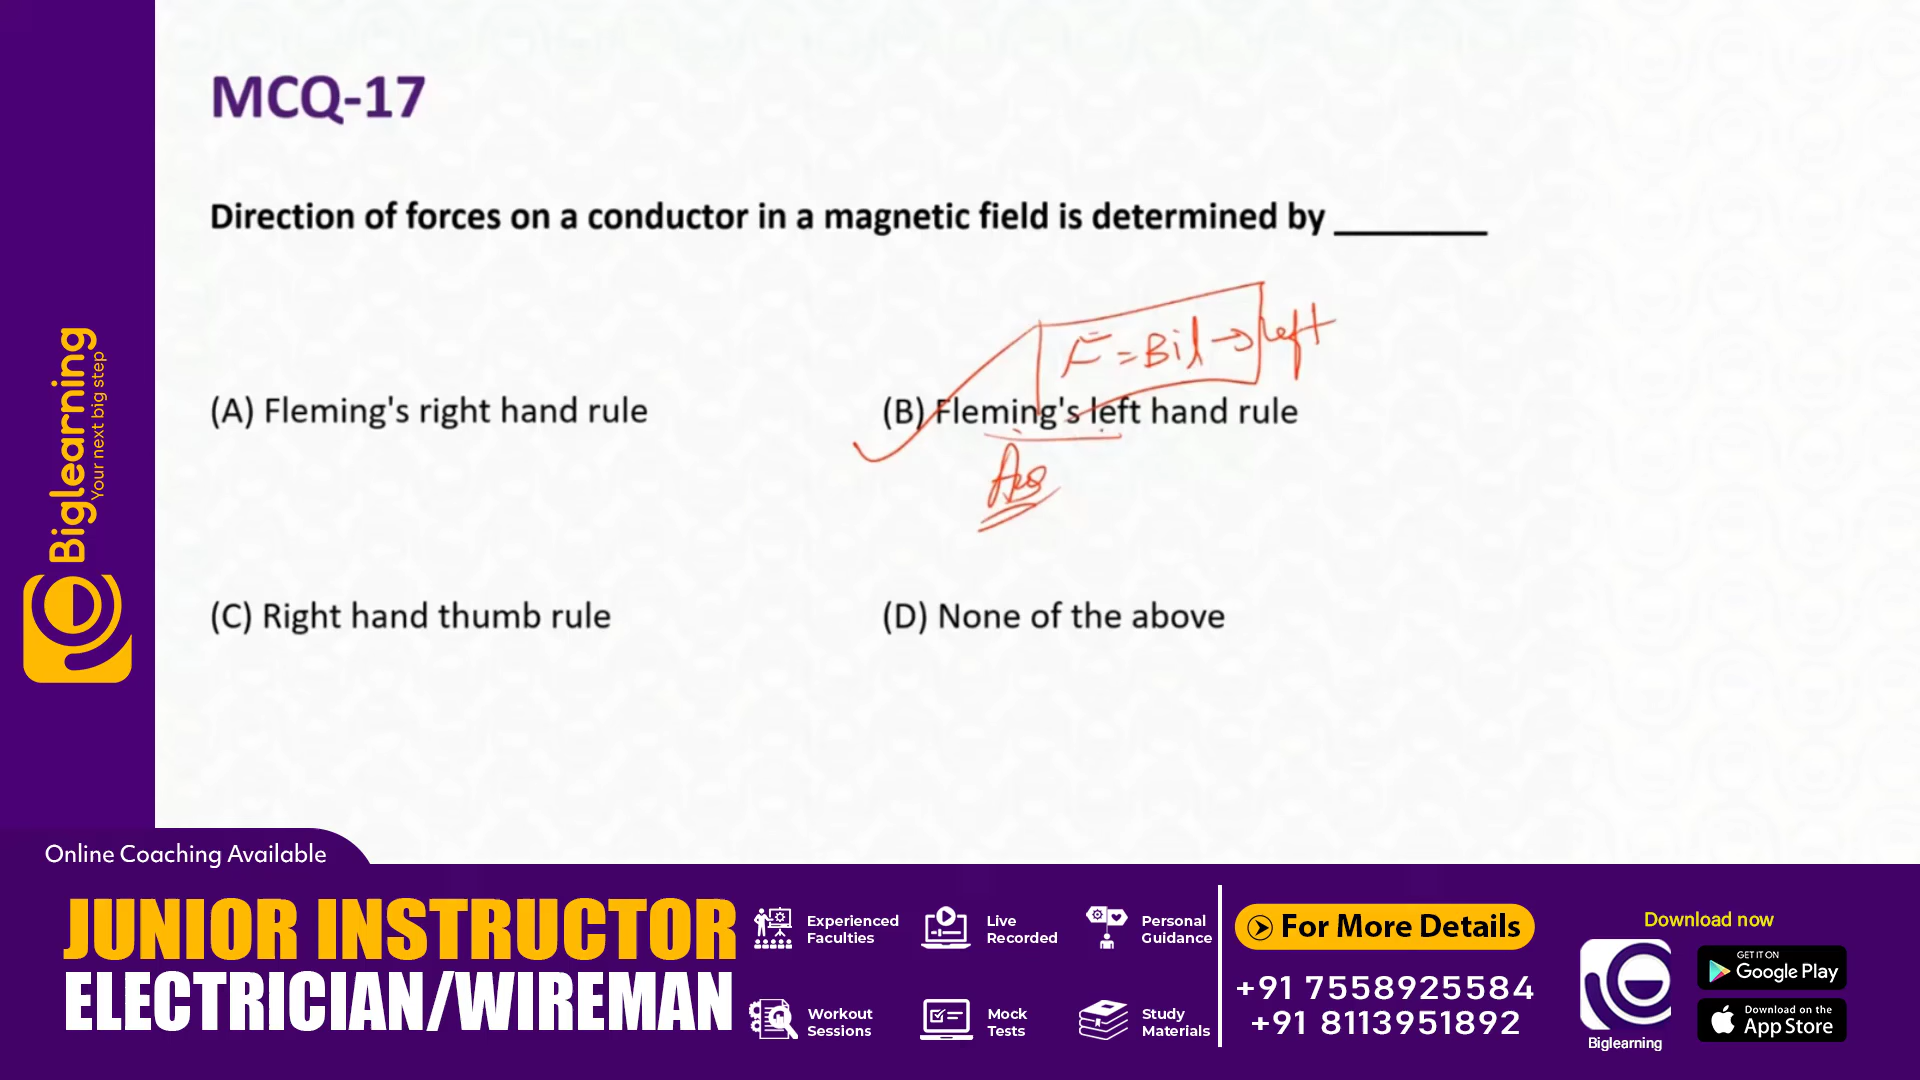 MCQ-17
Direction of forces on a conductor in a magnetic field is determined by ________
F = Bil → left
(A) Fleming's right hand rule
(B) Fleming's left hand rule
Ans
(C) Right hand thumb rule
(D) None of the above
Biglearning
Your next big step
Online Coaching Available
JUNIOR INSTRUCTOR
ELECTRICIAN/WIREMAN
Experienced
Faculties
Live
Recorded
Personal
Guidance
Workout
Sessions
Mock
Tests
Study
Materials
For More Details
+91 7558925584
+91 8113951892
Download now
GET IT ON
Google Play
Download on the
App Store
Biglearning